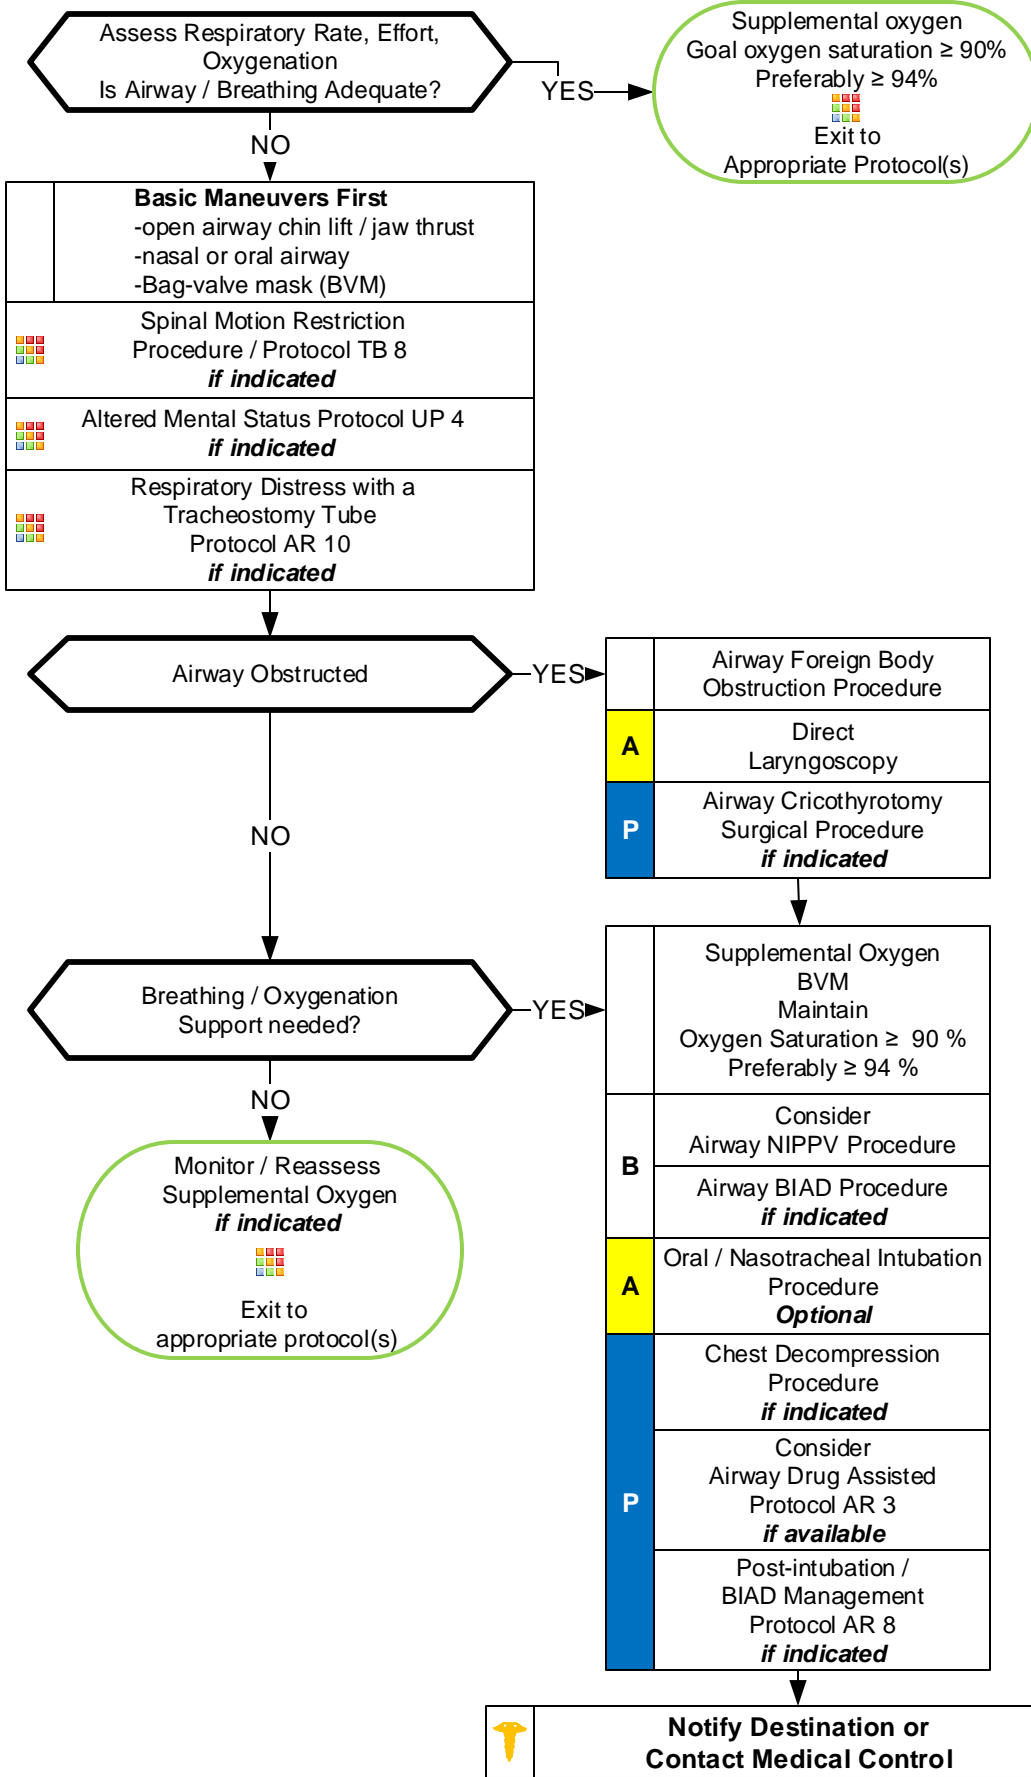 Assess Respiratory Rate, Effort,
Oxygenation
Is Airway / Breathing Adequate?
YES
Supplemental oxygen
Goal oxygen saturation ≥ 90%
Preferably ≥ 94%
Exit to
Appropriate Protocol(s)
NO
Basic Maneuvers First
-open airway chin lift / jaw thrust
-nasal or oral airway
-Bag-valve mask (BVM)
Spinal Motion Restriction
Procedure / Protocol TB 8
if indicated
Altered Mental Status Protocol UP 4
if indicated
Respiratory Distress with a
Tracheostomy Tube
Protocol AR 10
if indicated
Airway Obstructed
YES
Airway Foreign Body
Obstruction Procedure
A
Direct
Laryngoscopy
P
Airway Cricothyrotomy
Surgical Procedure
if indicated
NO
Breathing / Oxygenation
Support needed?
YES
Supplemental Oxygen
BVM
Maintain
Oxygen Saturation ≥ 90 %
Preferably ≥ 94 %
B
Consider
Airway NIPPV Procedure
Airway BIAD Procedure
if indicated
A
Oral / Nasotracheal Intubation
Procedure
Optional
P
Chest Decompression
Procedure
if indicated
Consider
Airway Drug Assisted
Protocol AR 3
if available
Post-intubation /
BIAD Management
Protocol AR 8
if indicated
NO
Monitor / Reassess
Supplemental Oxygen
if indicated
Exit to
appropriate protocol(s)
Notify Destination or
Contact Medical Control